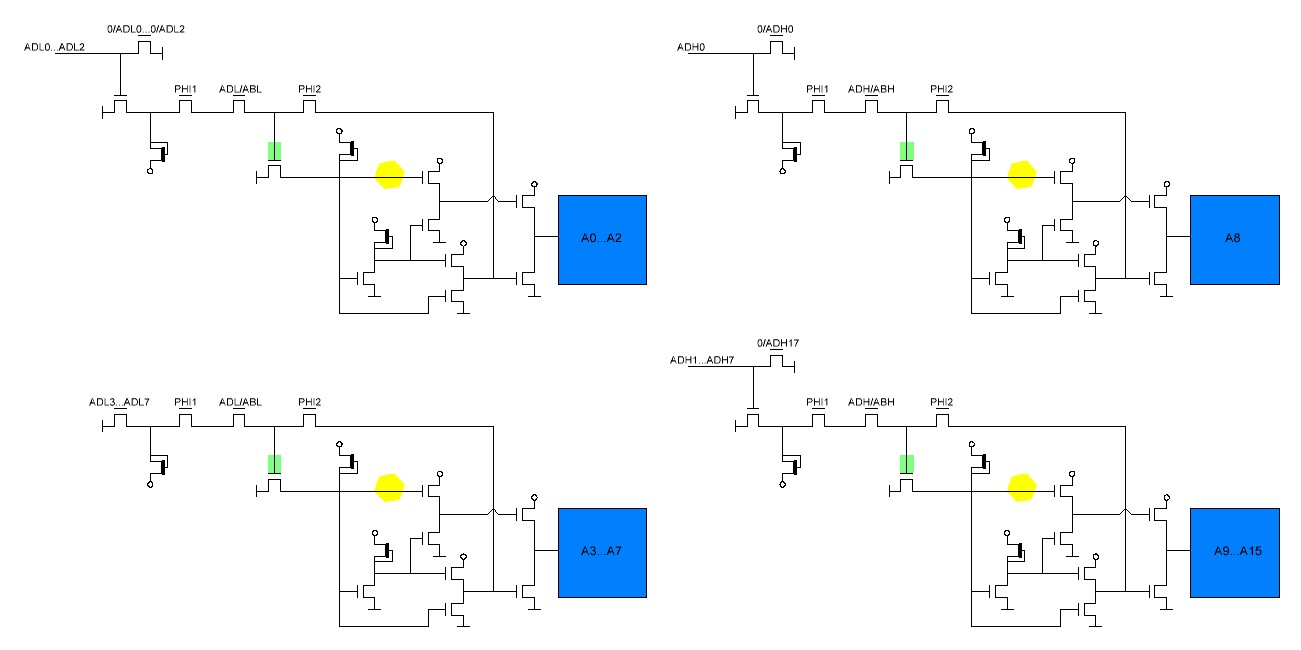 0/ADL0...0/ADL2
ADL0...ADL2
PHI1
ADL/ABL
PHI2
A0...A2
0/ADH0
ADH0
PHI1
ADH/ABH
PHI2
A8
ADL3...ADL7
PHI1
ADL/ABL
PHI2
A3...A7
0/ADH17
ADH1...ADH7
PHI1
ADH/ABH
PHI2
A9...A15